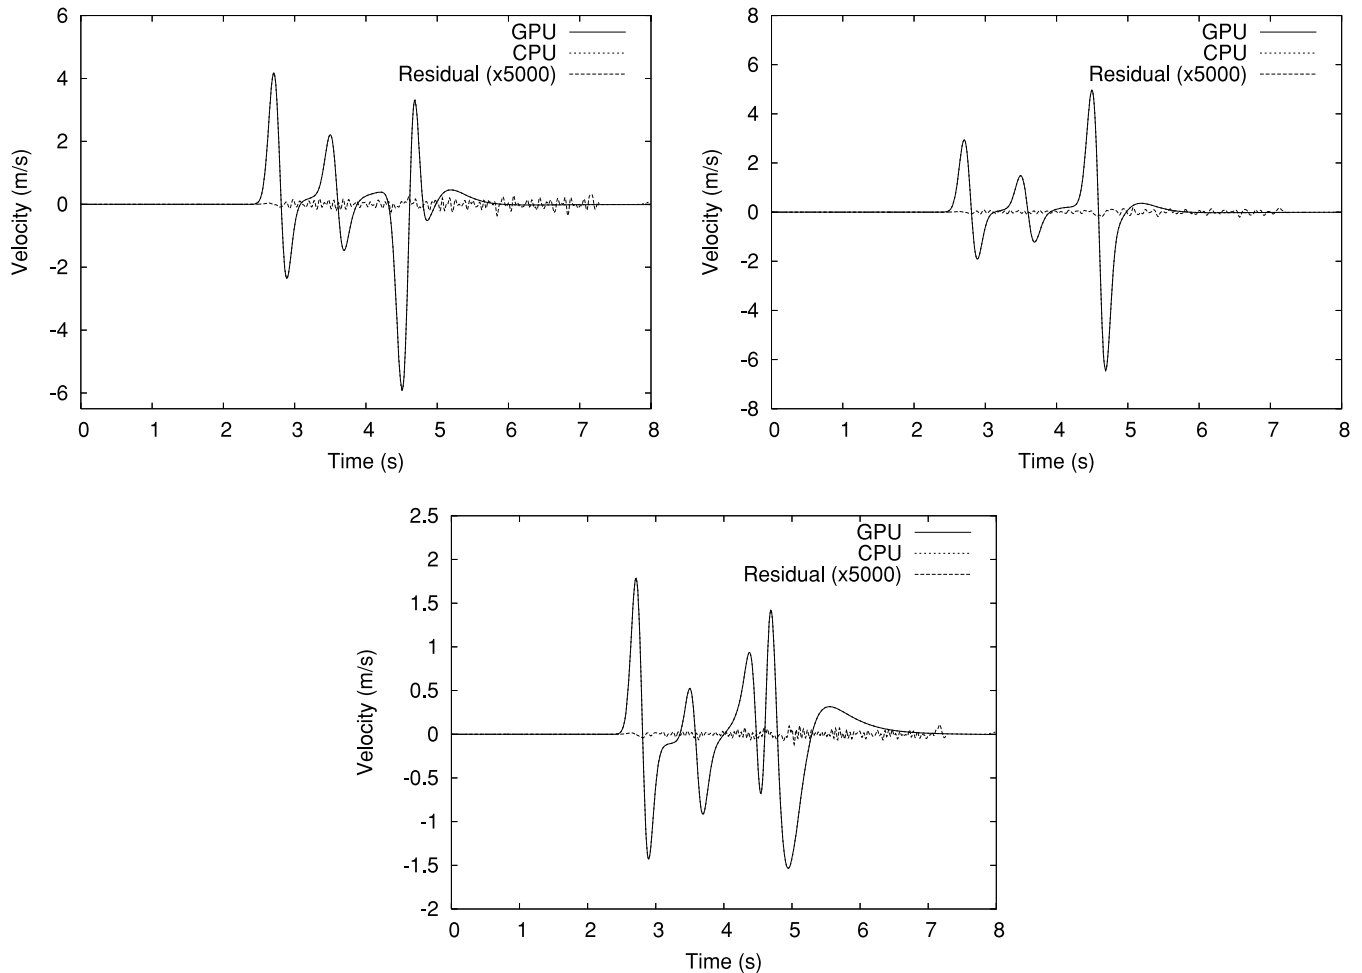 6
4
2
0
-2
-4
-6
0 1 2 3 4 5 6 7 8
Velocity (m/s)
Time (s)
GPU
CPU
Residual (x5000)
8
6
4
2
0
-2
-4
-6
-8
0 1 2 3 4 5 6 7 8
Velocity (m/s)
Time (s)
GPU
CPU
Residual (x5000)
2.5
2
1.5
1
0.5
0
-0.5
-1
-1.5
-2
0 1 2 3 4 5 6 7 8
Velocity (m/s)
Time (s)
GPU
CPU
Residual (x5000)